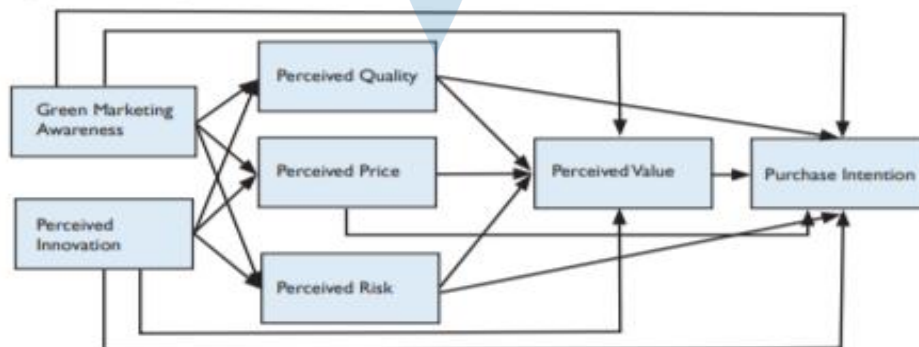 Green Marketing
Awareness
Perceived
Innovation
Perceived Quality
Perceived Price
Perceived Risk
Perceived Value
Purchase Intention